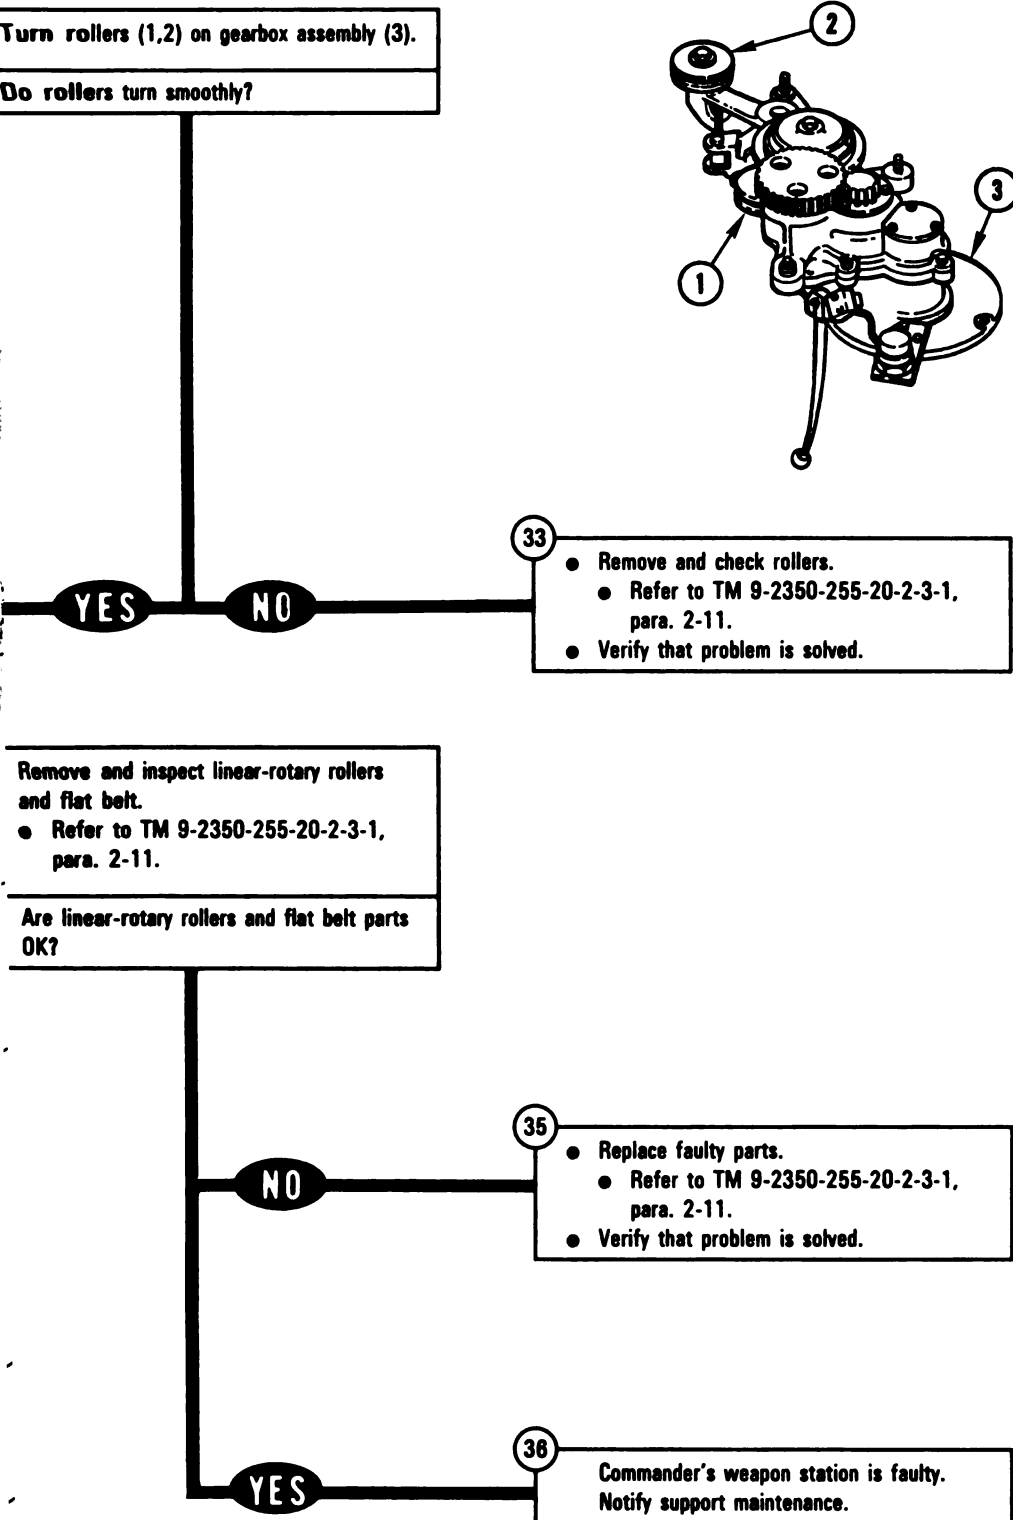 Turn rollers (1,2) on gearbox assembly (3).
Do rollers turn smoothly?
2
3
1
33
● Remove and check rollers.
● Refer to TM 9-2350-255-20-2-3-1,
para. 2-11.
● Verify that problem is solved.
YES
NO
Remove and inspect linear-rotary rollers
and flat belt.
● Refer to TM 9-2350-255-20-2-3-1,
para. 2-11.
Are linear-rotary rollers and flat belt parts
OK?
35
● Replace faulty parts.
● Refer to TM 9-2350-255-20-2-3-1,
para. 2-11.
● Verify that problem is solved.
NO
36
Commander's weapon station is faulty.
Notify support maintenance.
YES